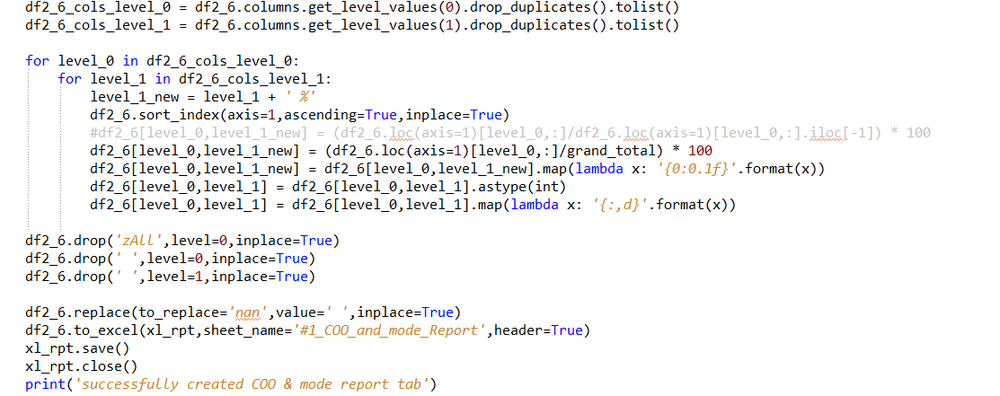 df2_6_cols_level_0 = df2_6.columns.get_level_values(0).drop_duplicates().tolist()
df2_6_cols_level_1 = df2_6.columns.get_level_values(1).drop_duplicates().tolist()
for level_0 in df2_6_cols_level_0:
    for level_1 in df2_6_cols_level_1:
        level_1_new = level_1 + ' %'
        df2_6.sort_index(axis=1,ascending=True,inplace=True)
        #df2_6[level_0,level_1_new] = (df2_6.loc(axis=1)[level_0,:]/df2_6.loc(axis=1)[level_0,:].iloc[-1]) * 100
        df2_6[level_0,level_1_new] = (df2_6.loc(axis=1)[level_0,:]/grand_total) * 100
        df2_6[level_0,level_1_new] = df2_6[level_0,level_1_new].map(lambda x: '{0:0.1f}'.format(x))
        df2_6[level_0,level_1] = df2_6[level_0,level_1].astype(int)
        df2_6[level_0,level_1] = df2_6[level_0,level_1].map(lambda x: '{:,d}'.format(x))
df2_6.drop('zAll',level=0,inplace=True)
df2_6.drop(' ',level=0,inplace=True)
df2_6.drop(' ',level=1,inplace=True)
df2_6.replace(to_replace='nan',value=' ',inplace=True)
df2_6.to_excel(xl_rpt,sheet_name='#1_COO_and_mode_Report',header=True)
xl_rpt.save()
xl_rpt.close()
print('successfully created COO & mode report tab')